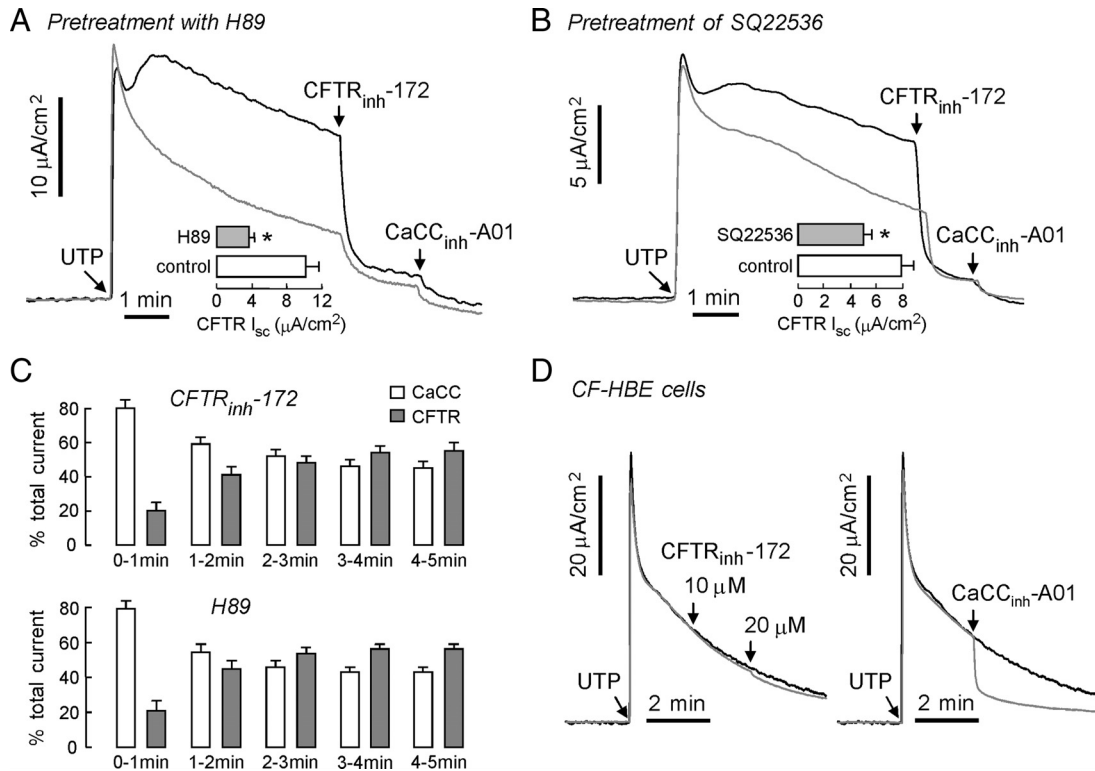 A Pretreatment with H89
10 μA/cm2
CFTRinh-172
CaCCinh-A01
UTP
H89
*
control
0 4 8 12
CFTR Isc (μA/cm2)
1 min
B Pretreatment of SQ22536
5 μA/cm2
CFTRinh-172
CaCCinh-A01
UTP
SQ22536
*
control
0 2 4 6 8
CFTR Isc (μA/cm2)
1 min
C
CFTRinh-172
CaCC
CFTR
% total current
80
60
40
20
0
0-1min 1-2min 2-3min 3-4min 4-5min
H89
% total current
80
60
40
20
0
0-1min 1-2min 2-3min 3-4min 4-5min
D CF-HBE cells
20 μA/cm2
CFTRinh-172
10 μM
20 μM
UTP
2 min
20 μA/cm2
CaCCinh-A01
UTP
2 min